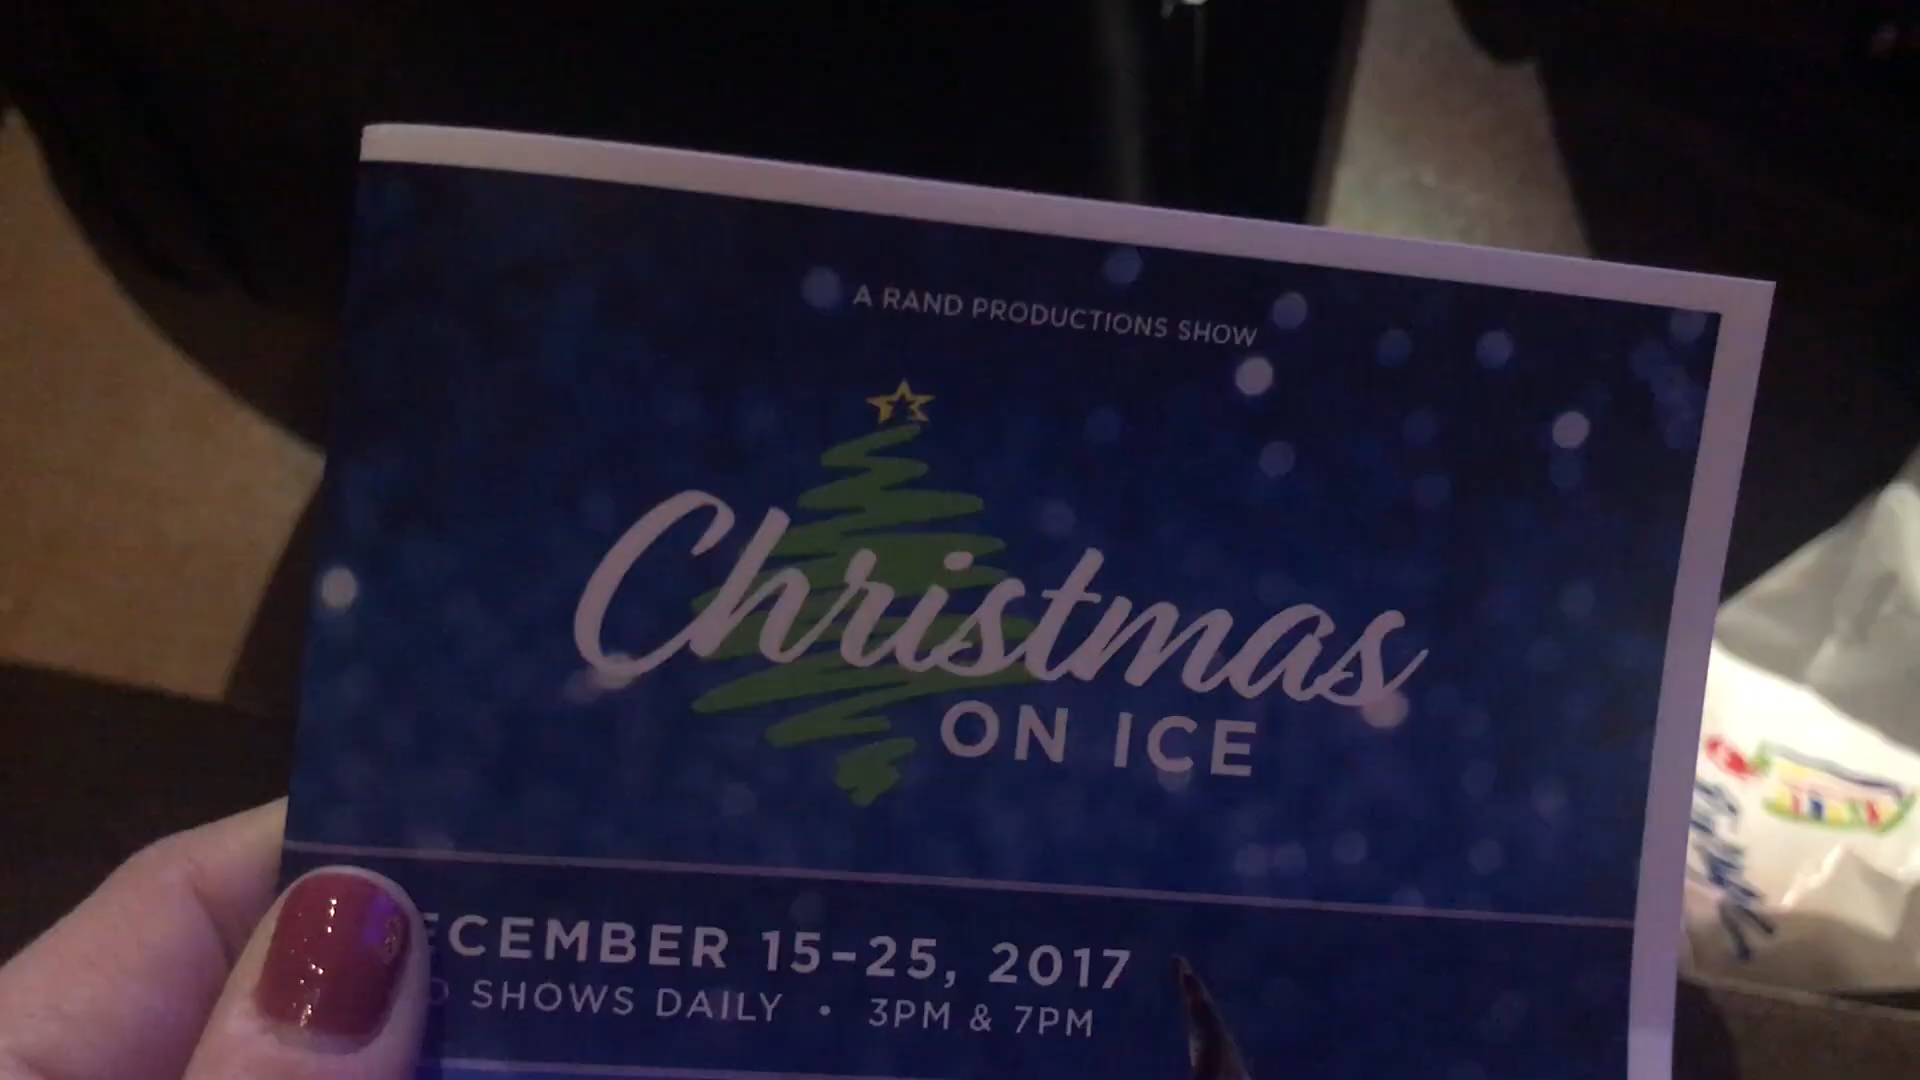 A RAND PRODUCTIONS SHOW
Christmas
ON ICE
ECEMBER 15-25, 2017
O SHOWS DAILY • 3PM & 7PM